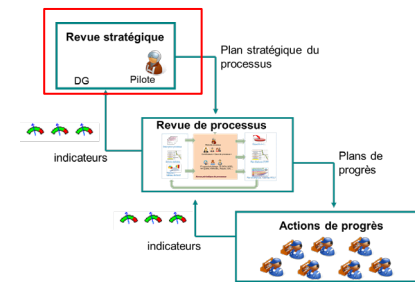 Revue stratégique
DG
Pilote
Plan stratégique du
processus
Revue de processus
indicateurs
Plans de
progrès
Actions de progrès
indicateurs